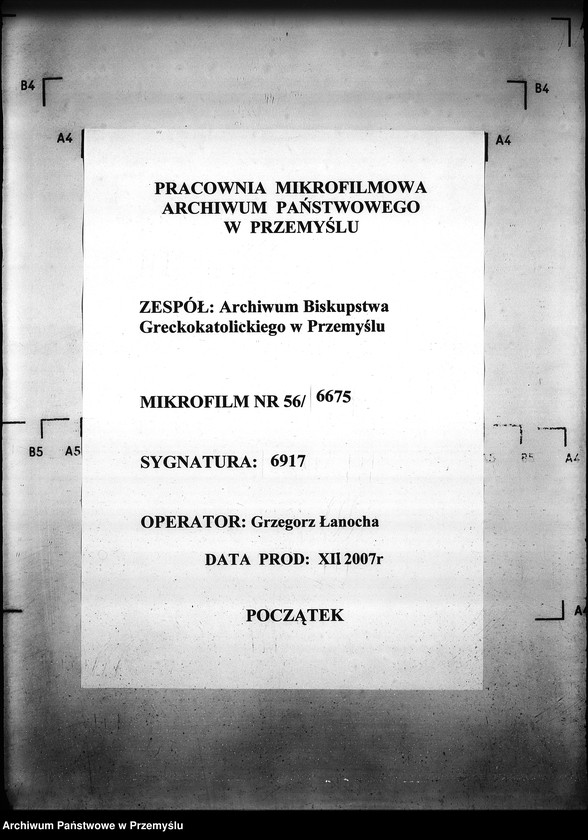 B4
B4
A4
A4
PRACOWNIA MIKROFILMOWA
ARCHIWUM PAŃSTWOWEGO
W PRZEMYŚLU
ZESPÓŁ: Archiwum Biskupstwa
Greckokatolickiego w Przemyślu
MIKROFILM NR 56/ 6675
B5 A5
B5 A4
SYGNATURA: 6917
OPERATOR: Grzegorz Łanocha
DATA PROD: XII 2007r
POCZĄTEK
A4
Archiwum Państwowe w Przemyślu